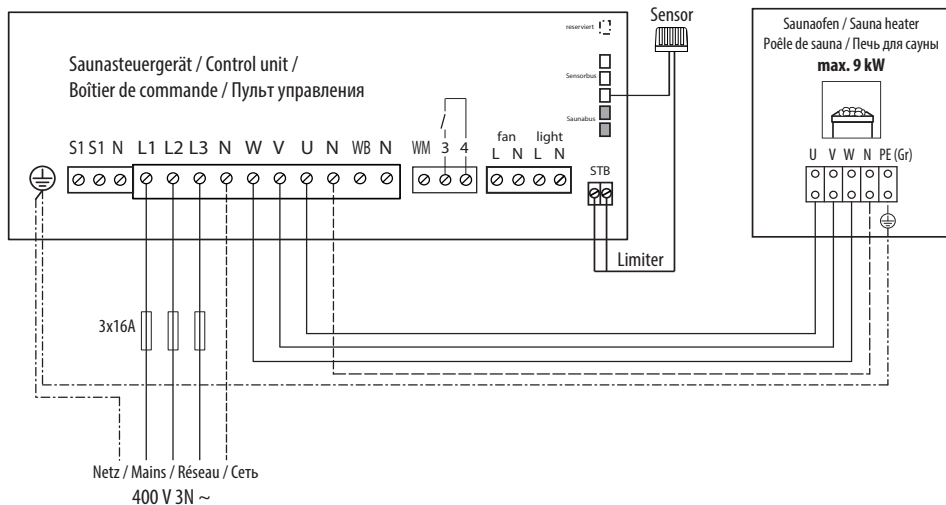 reserviert
Sensor
Saunasteuergerät / Control unit /
Boîtier de commande / Пульт управления
Sensorbus
Saunabus
S1 S1 N L1 L2 L3 N W V U N WB N
WM 3 4
fan light
L N L N
STB
Limiter
3x16A
Netz / Mains / Réseau / Сеть
400 V 3N ~
Saunaofen / Sauna heater
Poêle de sauna / Печь для сауны
max. 9 kW
U V W N PE (Gr)